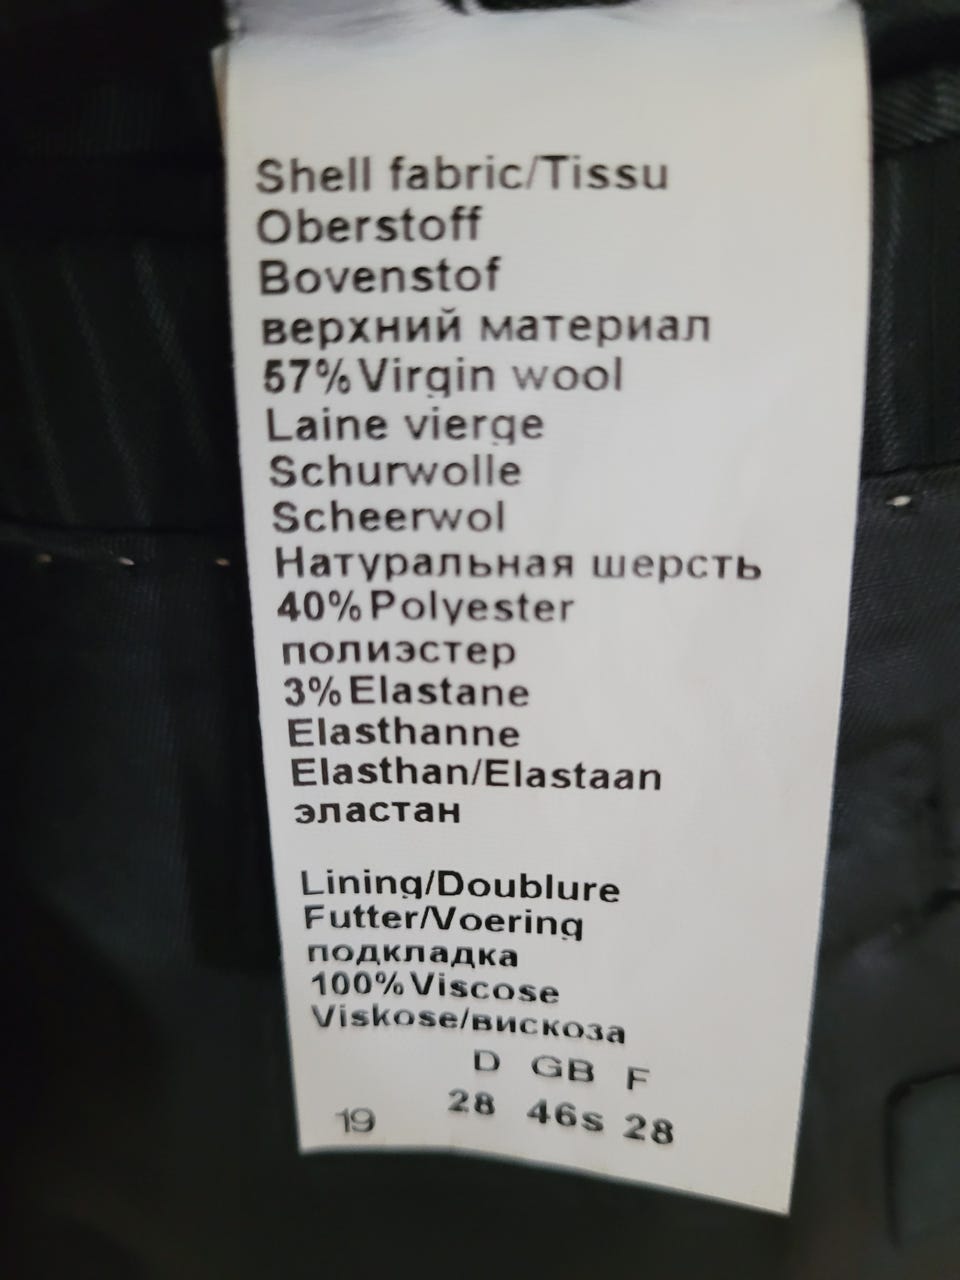 Shell fabric/Tissu
Oberstoff
Bovenstof
верхний материал
57% Virgin wool
Laine vierge
Schurwolle
Scheerwol
Натуральная шерсть
40% Polyester
полиэстер
3% Elastane
Elasthanne
Elasthan/Elastaan
эластан
Lining/Doublure
Futter/Voering
подкладка
100% Viscose
Viskose/вискоза
D GB F
28 46s 28
19